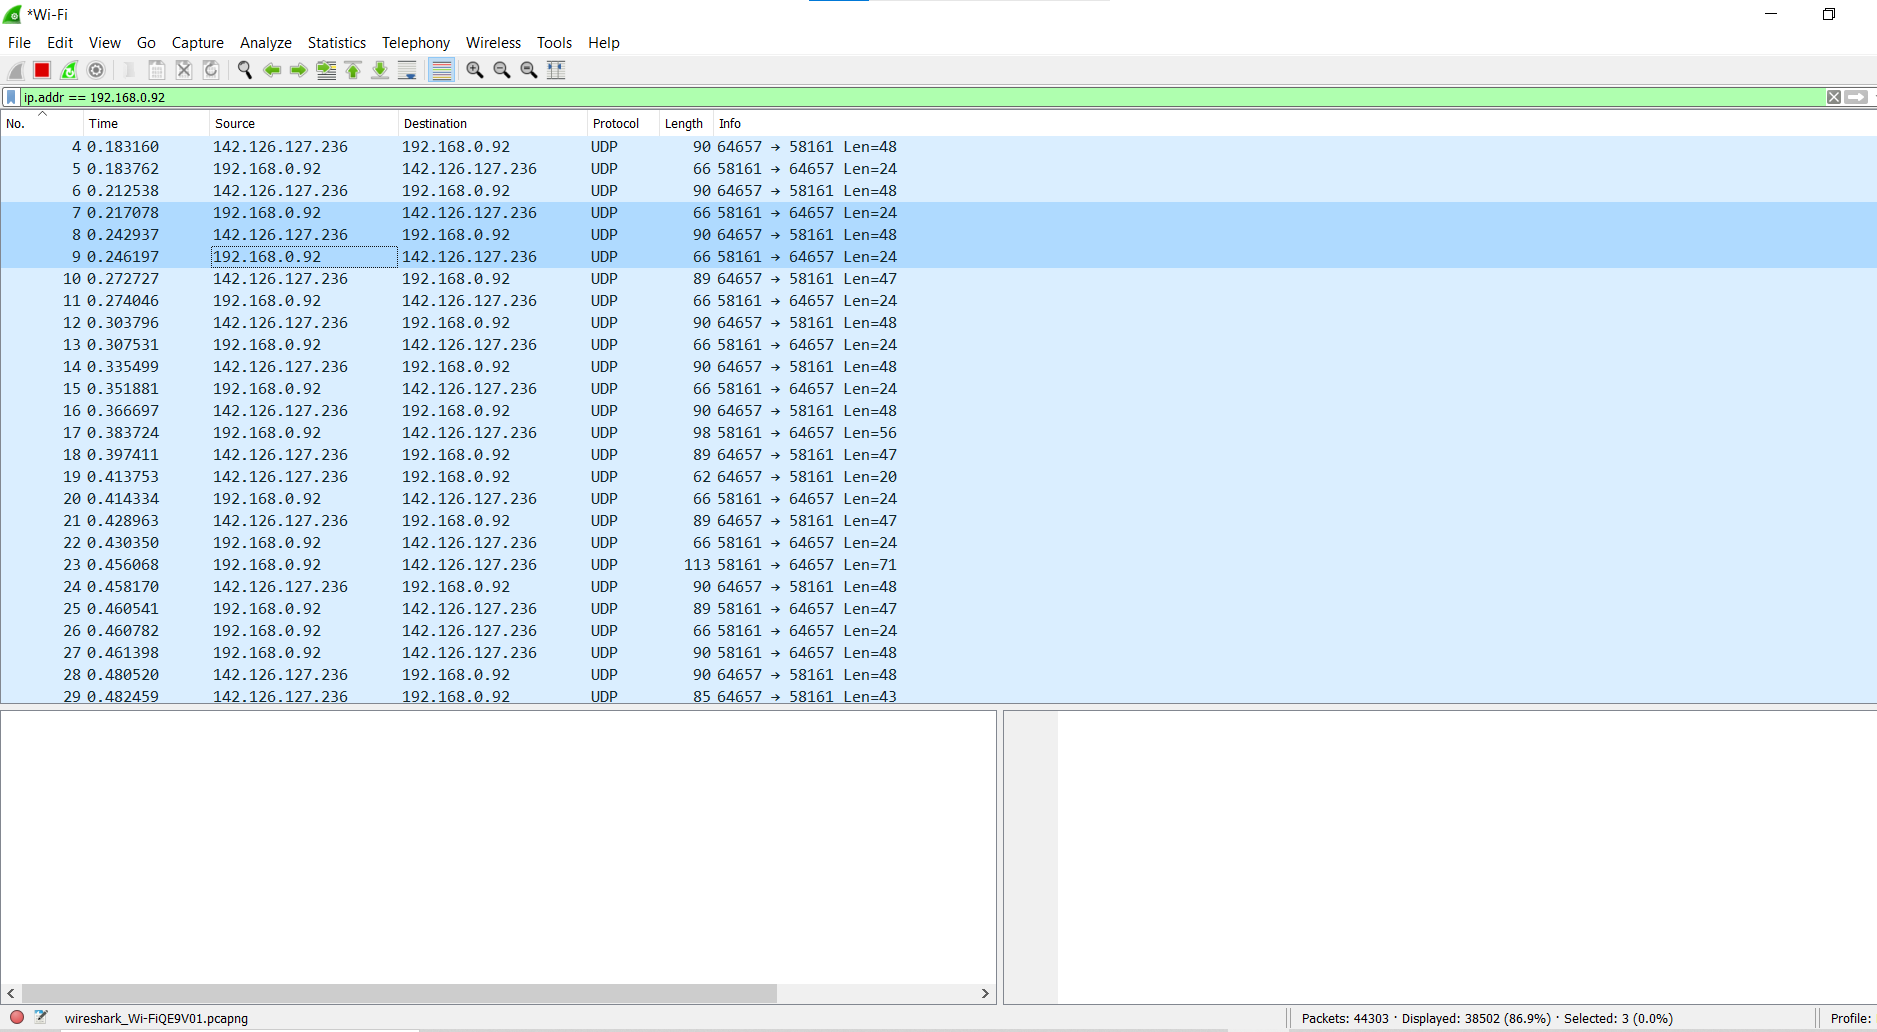 *Wi-Fi
File Edit View Go Capture Analyze Statistics Telephony Wireless Tools Help
ip.addr == 192.168.0.92
No. Time Source Destination Protocol Length Info
4 0.183160 142.126.127.236 192.168.0.92 UDP 90 64657 → 58161 Len=48
5 0.183762 192.168.0.92 142.126.127.236 UDP 66 58161 → 64657 Len=24
6 0.212538 142.126.127.236 192.168.0.92 UDP 90 64657 → 58161 Len=48
7 0.217078 192.168.0.92 142.126.127.236 UDP 66 58161 → 64657 Len=24
8 0.242937 142.126.127.236 192.168.0.92 UDP 90 64657 → 58161 Len=48
9 0.246197 192.168.0.92 142.126.127.236 UDP 66 58161 → 64657 Len=24
10 0.272727 142.126.127.236 192.168.0.92 UDP 89 64657 → 58161 Len=47
11 0.274046 192.168.0.92 142.126.127.236 UDP 66 58161 → 64657 Len=24
12 0.303796 142.126.127.236 192.168.0.92 UDP 90 64657 → 58161 Len=48
13 0.307531 192.168.0.92 142.126.127.236 UDP 66 58161 → 64657 Len=24
14 0.335499 142.126.127.236 192.168.0.92 UDP 90 64657 → 58161 Len=48
15 0.351881 192.168.0.92 142.126.127.236 UDP 66 58161 → 64657 Len=24
16 0.366697 142.126.127.236 192.168.0.92 UDP 90 64657 → 58161 Len=48
17 0.383724 192.168.0.92 142.126.127.236 UDP 98 58161 → 64657 Len=56
18 0.397411 142.126.127.236 192.168.0.92 UDP 89 64657 → 58161 Len=47
19 0.413753 142.126.127.236 192.168.0.92 UDP 62 64657 → 58161 Len=20
20 0.414334 192.168.0.92 142.126.127.236 UDP 66 58161 → 64657 Len=24
21 0.428963 142.126.127.236 192.168.0.92 UDP 89 64657 → 58161 Len=47
22 0.430350 192.168.0.92 142.126.127.236 UDP 66 58161 → 64657 Len=24
23 0.456068 192.168.0.92 142.126.127.236 UDP 113 58161 → 64657 Len=71
24 0.458170 142.126.127.236 192.168.0.92 UDP 90 64657 → 58161 Len=48
25 0.460541 192.168.0.92 142.126.127.236 UDP 89 58161 → 64657 Len=47
26 0.460782 192.168.0.92 142.126.127.236 UDP 66 58161 → 64657 Len=24
27 0.461398 192.168.0.92 142.126.127.236 UDP 90 58161 → 64657 Len=48
28 0.480520 142.126.127.236 192.168.0.92 UDP 90 64657 → 58161 Len=48
29 0.482459 142.126.127.236 192.168.0.92 UDP 85 64657 → 58161 Len=43
wireshark_Wi-FiQE9V01.pcapng Packets: 44303 · Displayed: 38502 (86.9%) · Selected: 3 (0.0%) Profile: